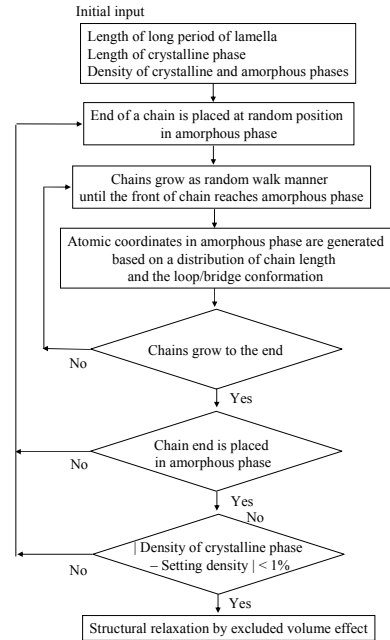 Initial input
Length of long period of lamella
Length of crystalline phase
Density of crystalline and amorphous phases
End of a chain is placed at random position
in amorphous phase
Chains grow as random walk manner
until the front of chain reaches amorphous phase
Atomic coordinates in amorphous phase are generated
based on a distribution of chain length
and the loop/bridge conformation
Chains grow to the end
No
Yes
Chain end is placed
in amorphous phase
No
Yes
No
| Density of crystalline phase
– Setting density | < 1%
No
Yes
Structural relaxation by excluded volume effect